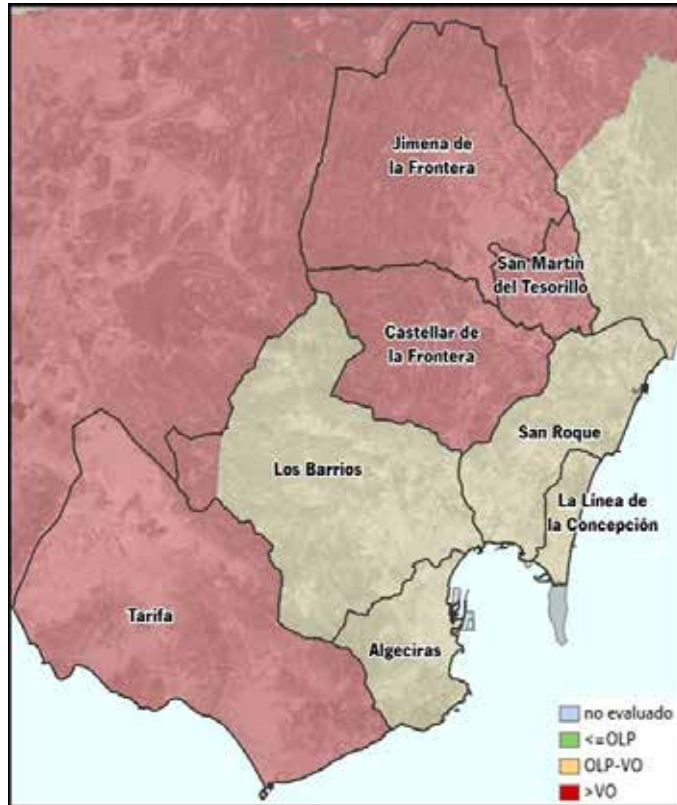 Jimena de
la Frontera
San Martín
del Tesorillo
Castellar de
la Frontera
San Roque
Los Barrios
La Línea de
la Concepción
Tarifa
Algeciras
no evaluado
<=OLP
OLP-VO
>VO